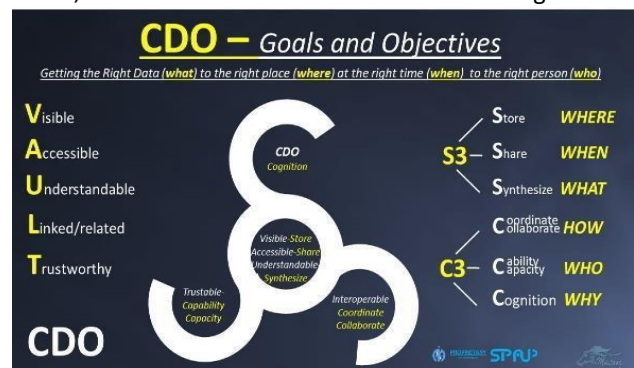 CDO – Goals and Objectives
Getting the Right Data (what) to the right place (where) at the right time (when) to the right person (who)
Visible
Accessible
Understandable
Linked/related
Trustworthy
CDO
CDO
Cognition
Visible-Store
Accessible-Share
Understandable-
Synthesize
Trustable-
Capability
Capacity
Interoperable
Coordinate
Collaborate
S3
Store WHERE
Share WHEN
Synthesize WHAT
C3
Coordinate
Collaborate HOW
Cability
Capacity WHO
Cognition WHY